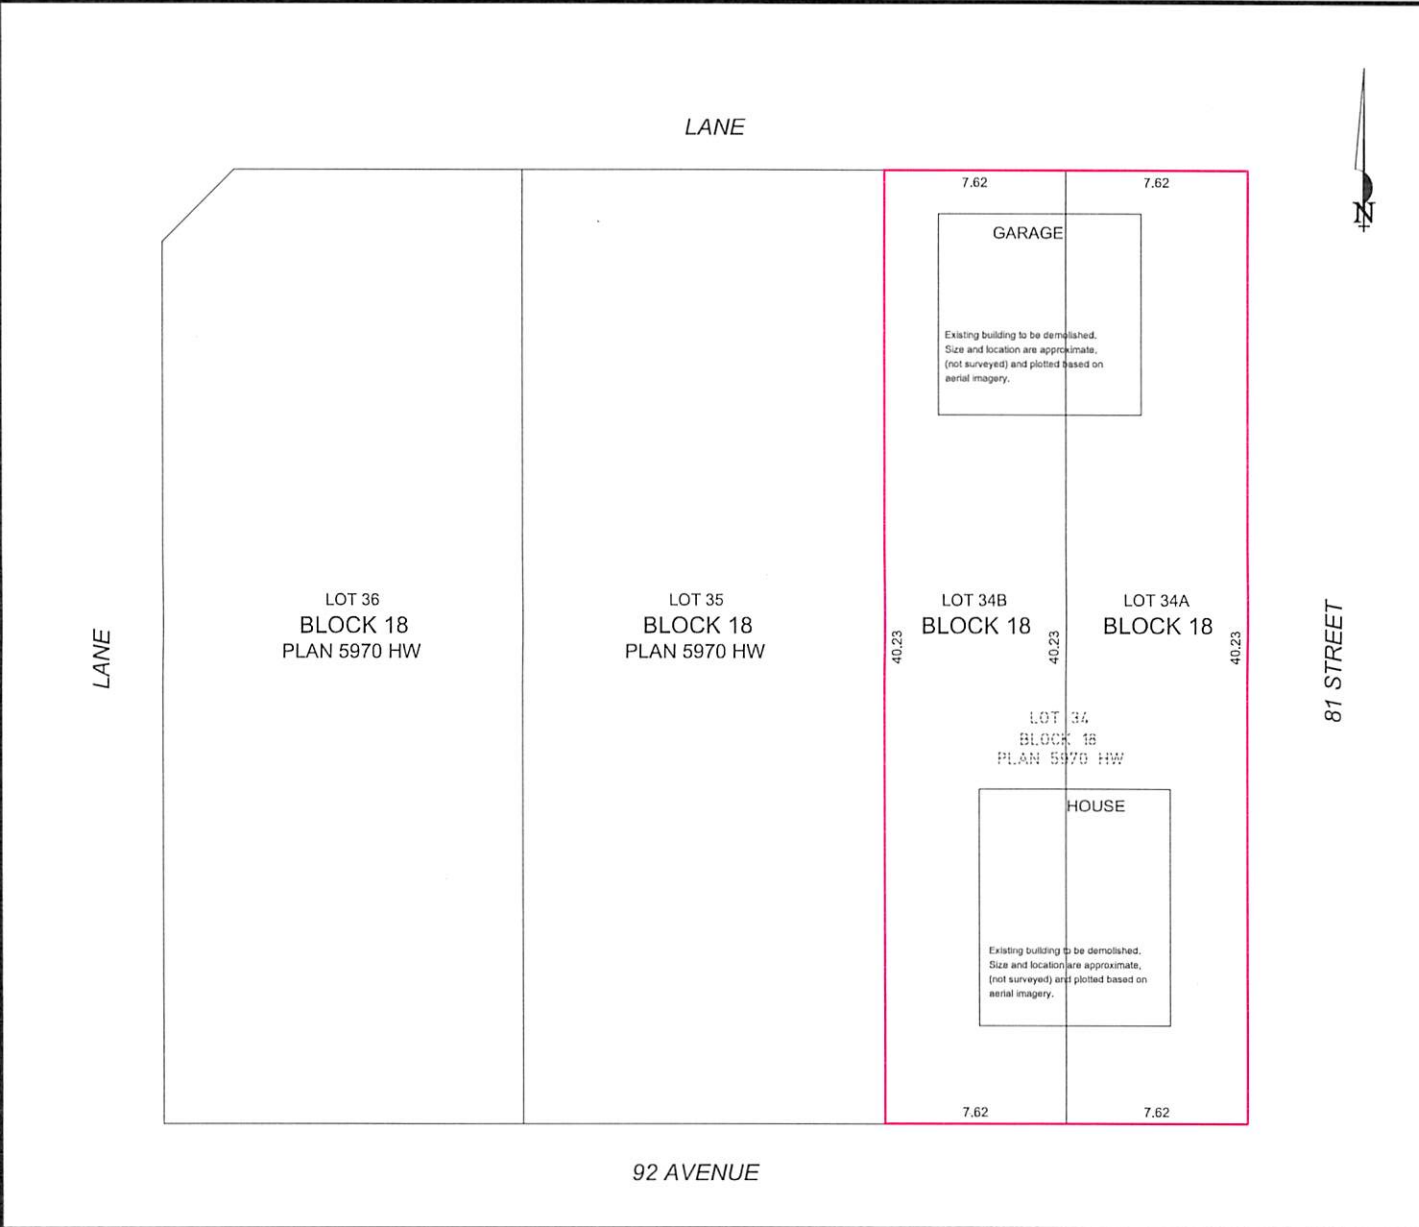 LANE
N
7.62
7.62
GARAGE
Existing building to be demolished.
Size and location are approximate,
(not surveyed) and plotted based on
aerial imagery.
LOT 36
BLOCK 18
PLAN 5970 HW
LOT 35
BLOCK 18
PLAN 5970 HW
LOT 34B
BLOCK 18
LOT 34A
BLOCK 18
LANE
40.23
40.23
40.23
81 STREET
LOT 34
BLOCK 18
PLAN 5970 HW
HOUSE
Existing building to be demolished.
Size and location are approximate,
(not surveyed) and plotted based on
aerial imagery.
7.62
7.62
92 AVENUE